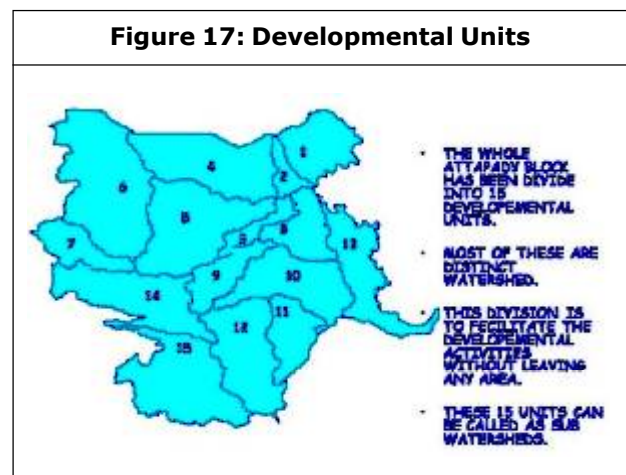 Figure 17: Developmental Units
1
4
2
6
5
3
8
13
7
9
10
14
11
12
15
• THE WHOLE
ATTAPADY BLOCK
HAS BEEN DIVIDE
INTO 15
DEVELOPEMENTAL
UNITS.
• MOST OF THESE ARE
DISTINCT
WATERSHED.
• THIS DIVISION IS
TO FECILITATE THE
DEVELOPMENTAL
ACTIVITIES
WITHOUT LEAVING
ANY AREA.
• THESE 15 UNITS CAN
BE CALLED AS SUB
WATERSHEDS.